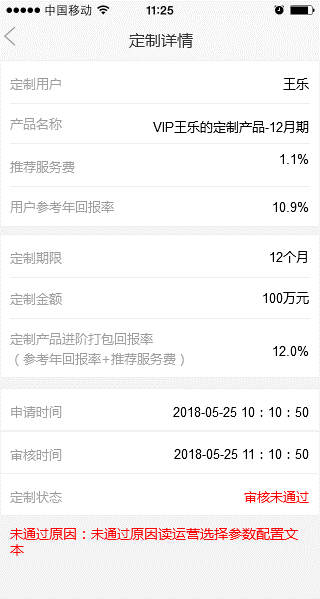 中国移动 11:25
定制详情
定制用户 王乐
产品名称 VIP王乐的定制产品-12月期
推荐服务费 1.1%
用户参考年回报率 10.9%
定制期限 12个月
定制金额 100万元
定制产品进阶打包回报率
（参考年回报率+推荐服务费） 12.0%
申请时间 2018-05-25 10：10：50
审核时间 2018-05-25 11：10：50
定制状态 审核未通过
未通过原因：未通过原因读运营选择参数配置文
本